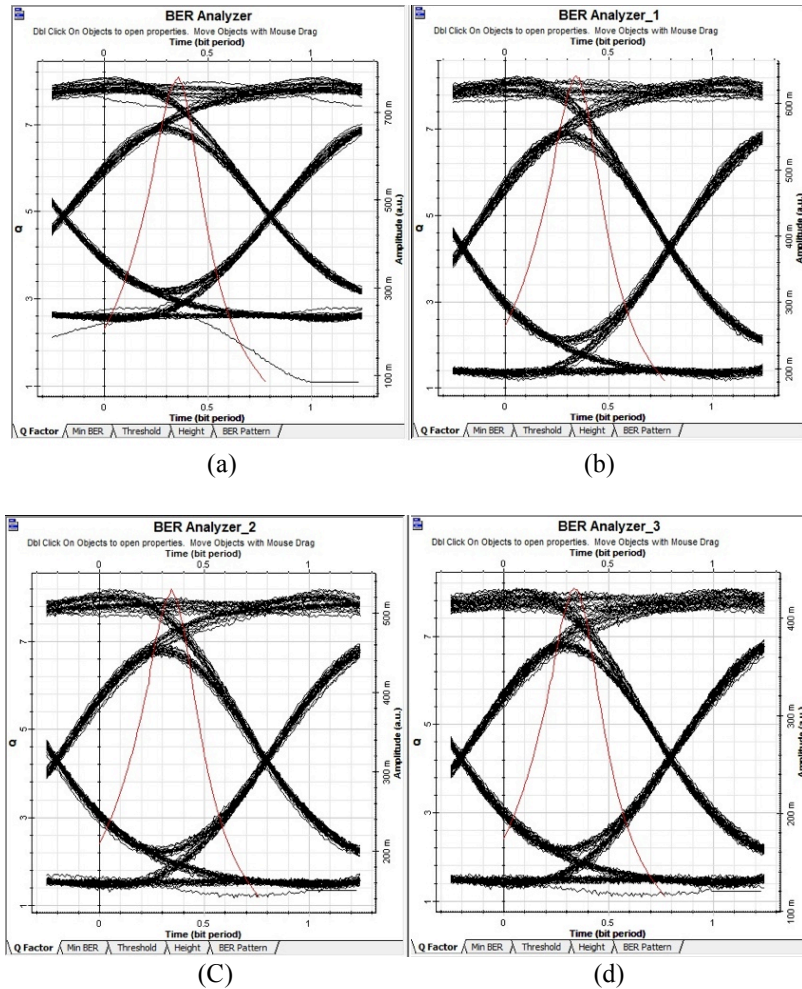 BER Analyzer
Dbl Click On Objects to open properties. Move Objects with Mouse Drag
Time (bit period)
0 0.5 1
Q
1 3 5 7
Amplitude (a.u.)
100 m 300 m 500 m 700 m
0 0.5 1
Time (bit period)
Q Factor Min BER Threshold Height BER Pattern
(a)
BER Analyzer_1
Dbl Click On Objects to open properties. Move Objects with Mouse Drag
Time (bit period)
0 0.5 1
Q
1 3 5 7
Amplitude (a.u.)
200 m 300 m 400 m 500 m 600 m
0 0.5 1
Time (bit period)
Q Factor Min BER Threshold Height BER Pattern
(b)
BER Analyzer_2
Dbl Click On Objects to open properties. Move Objects with Mouse Drag
Time (bit period)
0 0.5 1
Q
1 3 5 7
Amplitude (a.u.)
200 m 300 m 400 m 500 m
0 0.5 1
Time (bit period)
Q Factor Min BER Threshold Height BER Pattern
(C)
BER Analyzer_3
Dbl Click On Objects to open properties. Move Objects with Mouse Drag
Time (bit period)
0 0.5 1
Q
1 3 5 7
Amplitude (a.u.)
100 m 200 m 300 m 400 m
0 0.5 1
Time (bit period)
Q Factor Min BER Threshold Height BER Pattern
(d)